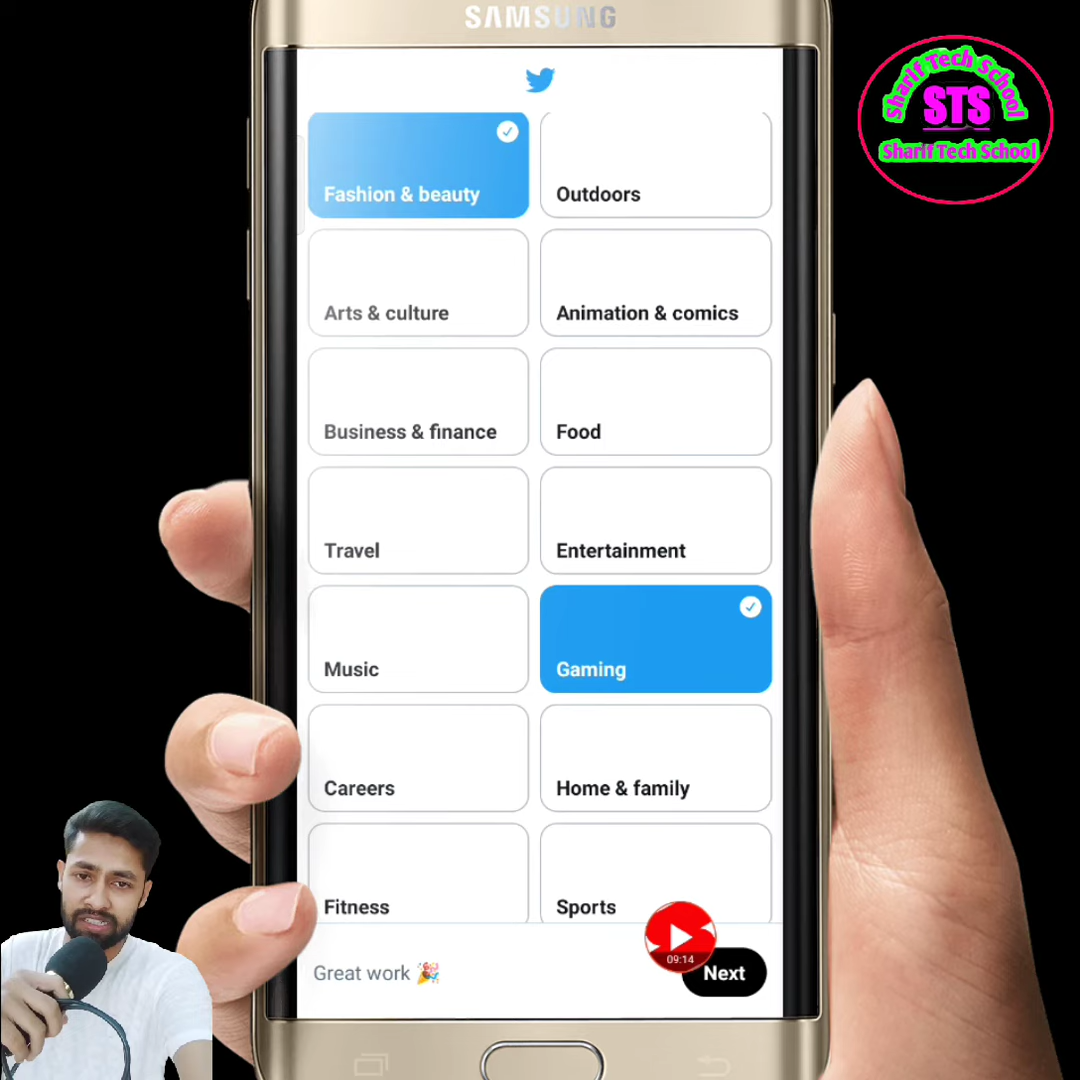 SAMSUNG
Sharif Tech School
STS
Sharif Tech School
Fashion & beauty
Outdoors
Arts & culture
Animation & comics
Business & finance
Food
Travel
Entertainment
Music
Gaming
Careers
Home & family
Fitness
Sports
09:14
Great work 🎉
Next